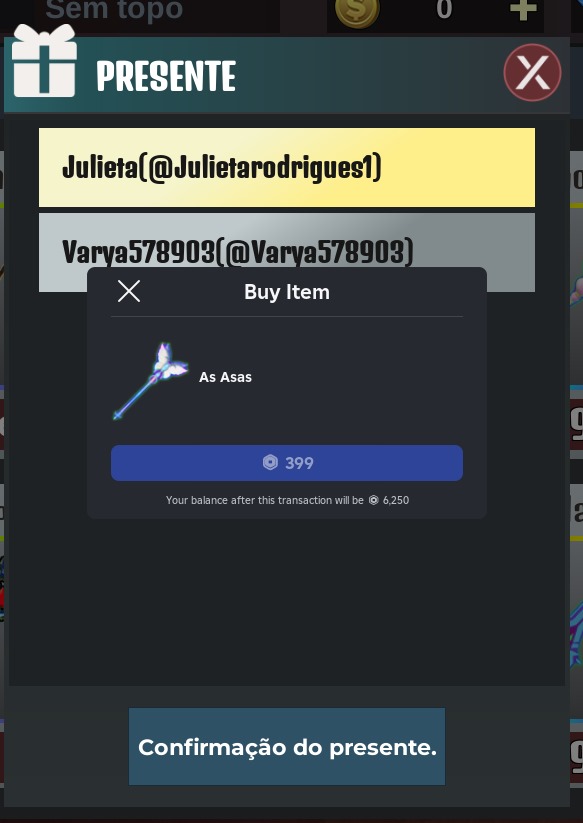 Sem topo
0
PRESENTE
Julieta(@Julietarodrigues1)
Varya578903(@Varya578903)
Buy Item
As Asas
399
Your balance after this transaction will be 6,250
Confirmação do presente.